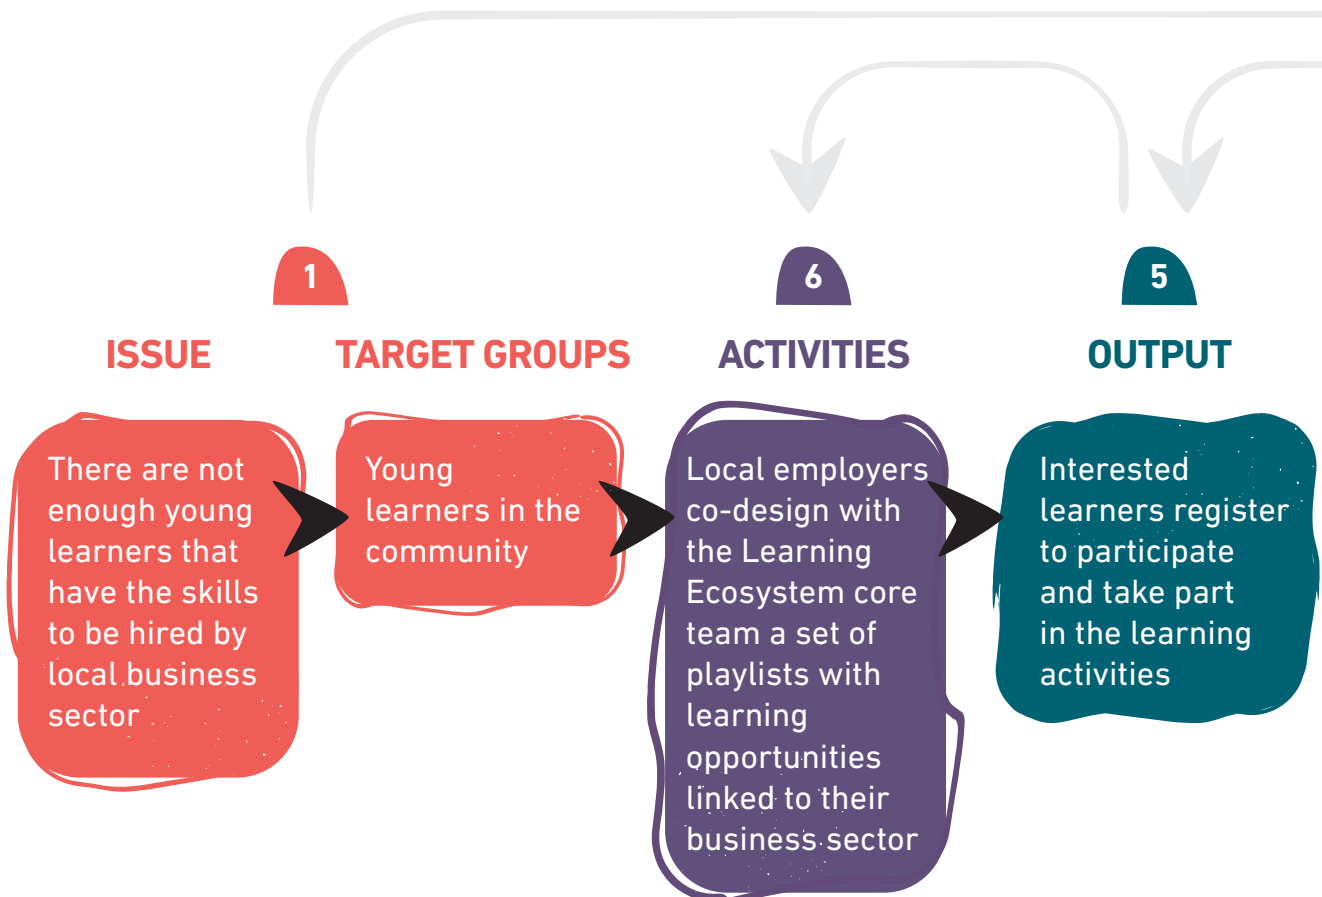 1
ISSUE
TARGET GROUPS
There are not
enough young
learners that
have the skills
to be hired by
local business
sector
Young
learners in the
community
6
ACTIVITIES
Local employers
co-design with
the Learning
Ecosystem core
team a set of
playlists with
learning
opportunities
linked to their
business sector
5
OUTPUT
Interested
learners register
to participate
and take part
in the learning
activities